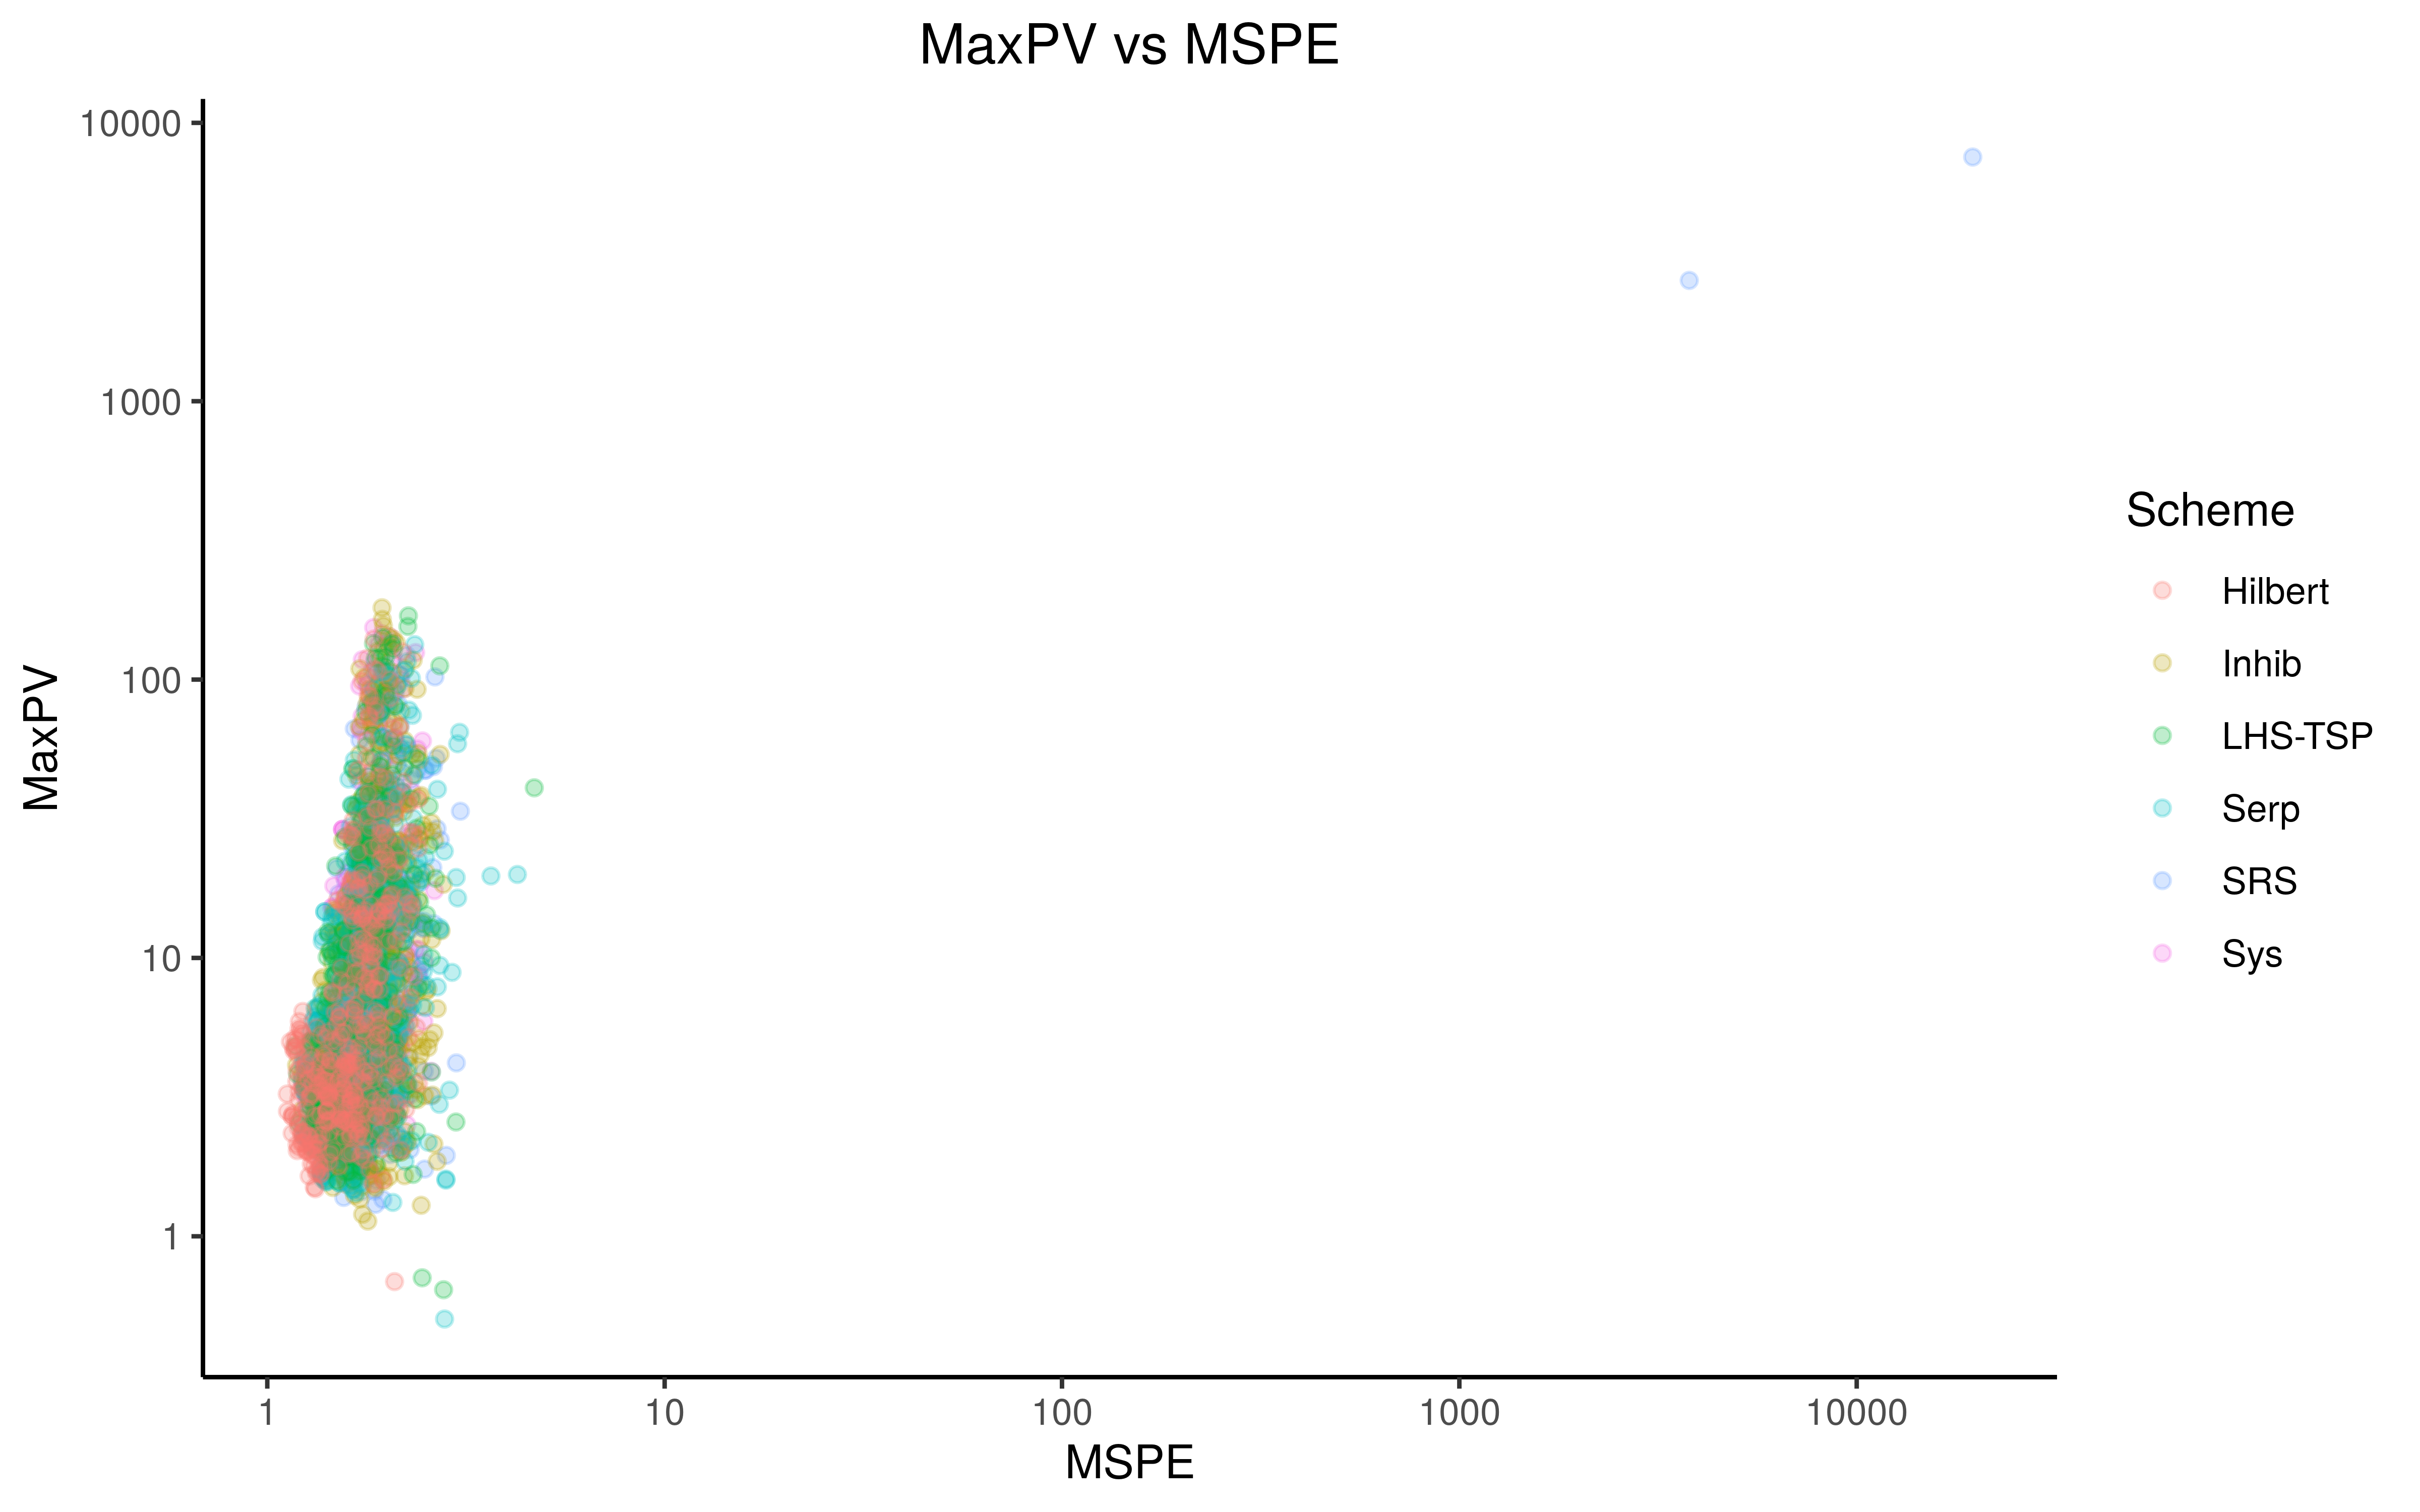 MaxPV vs MSPE
10000
1000
100
10
1
MaxPV
1
10
100
1000
10000
MSPE
Scheme
Hilbert
Inhib
LHS-TSP
Serp
SRS
Sys